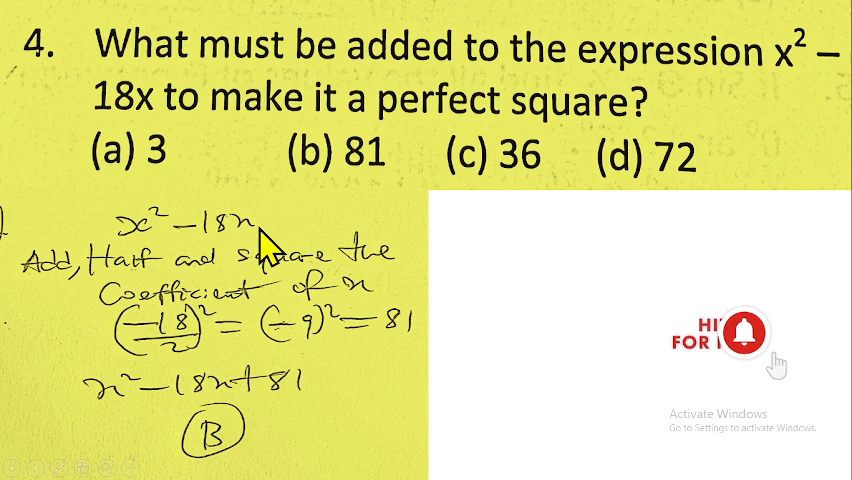 4. What must be added to the expression x² –
18x to make it a perfect square?
(a) 3 (b) 81 (c) 36 (d) 72
x² – 18x
Add, Half and square the
Coefficient of x
(-18/2)² = (-9)² = 81
x² – 18x + 81
B
FOR
Activate Windows
Go to Settings to activate Windows.